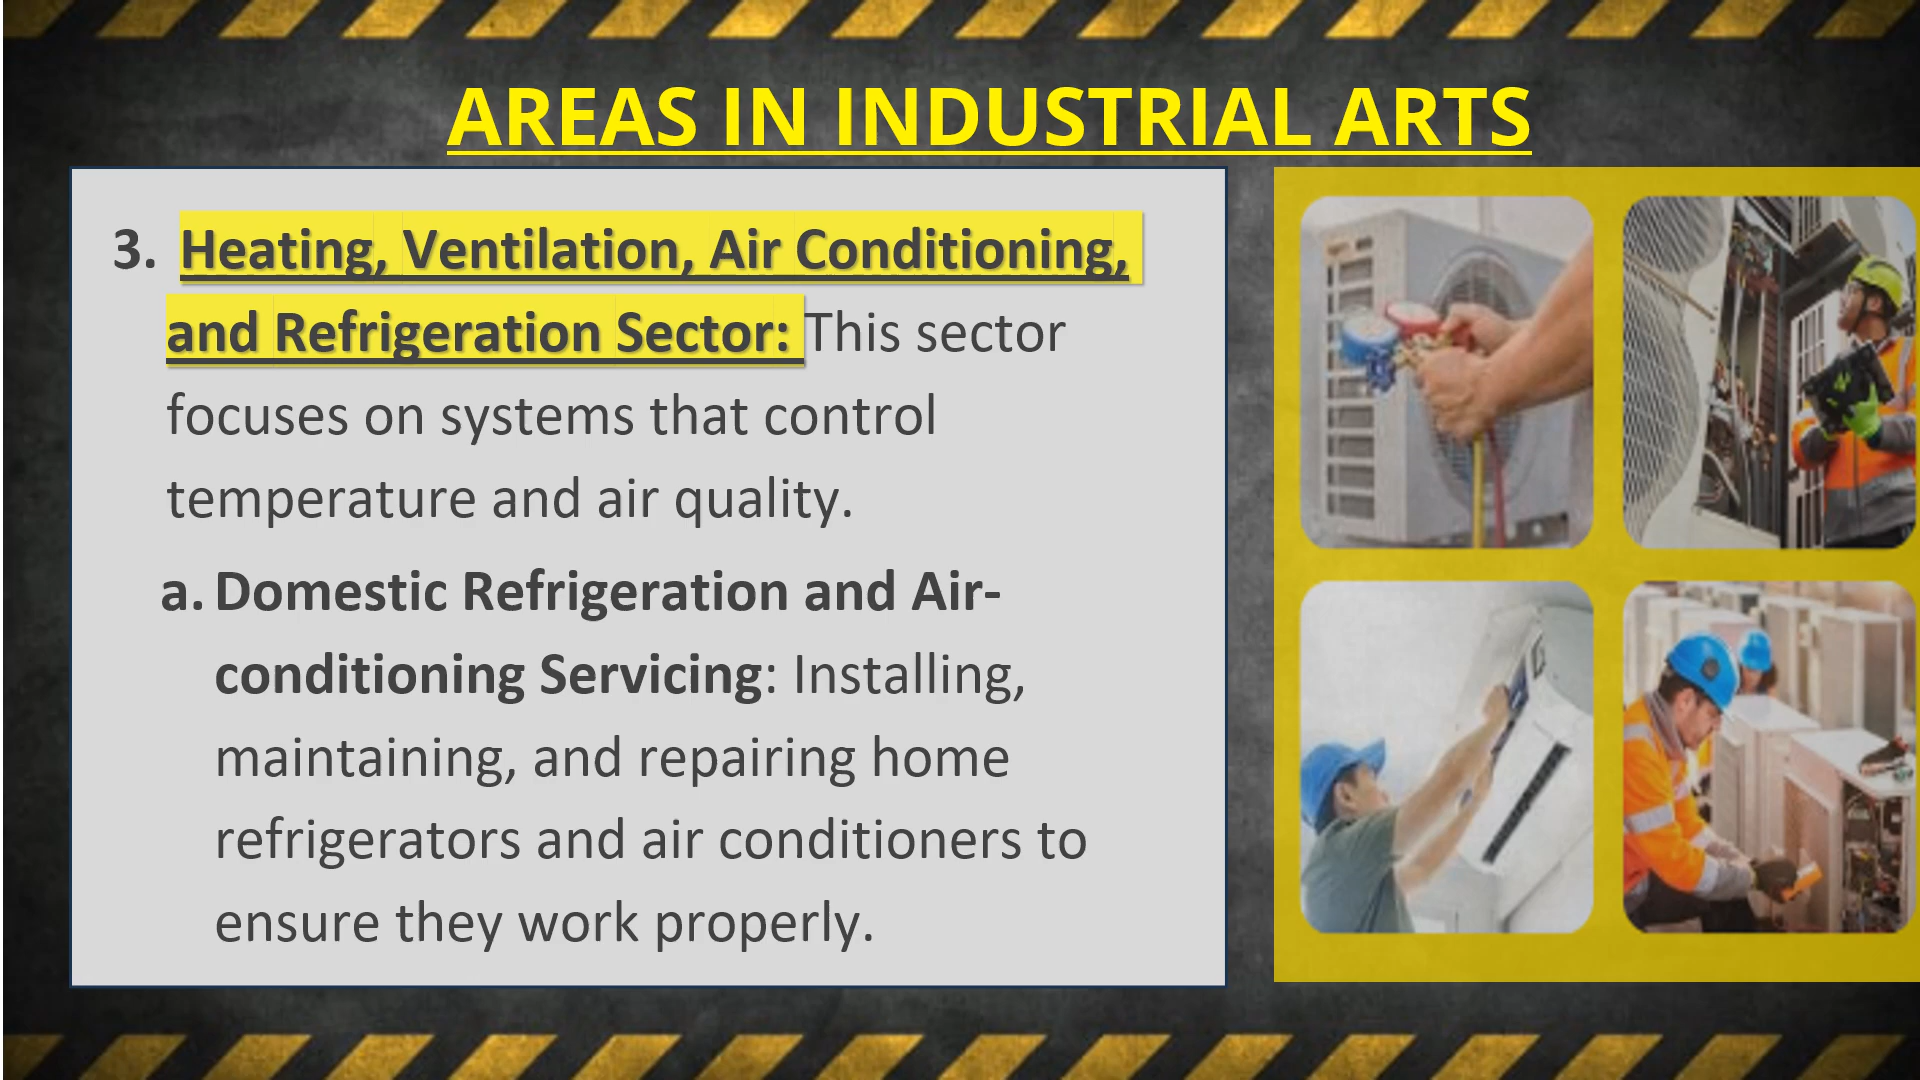 AREAS IN INDUSTRIAL ARTS
3. Heating, Ventilation, Air Conditioning,
and Refrigeration Sector: This sector
focuses on systems that control
temperature and air quality.
a. Domestic Refrigeration and Air-
conditioning Servicing: Installing,
maintaining, and repairing home
refrigerators and air conditioners to
ensure they work properly.